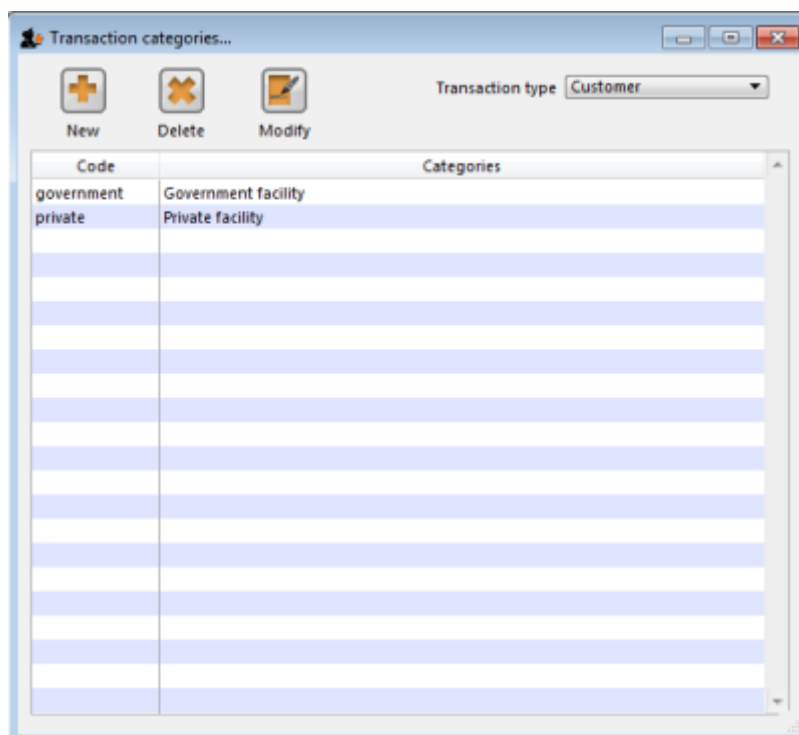 Transaction categories...
New
Delete
Modify
Transaction type Customer
Code Categories
government Government facility
private Private facility